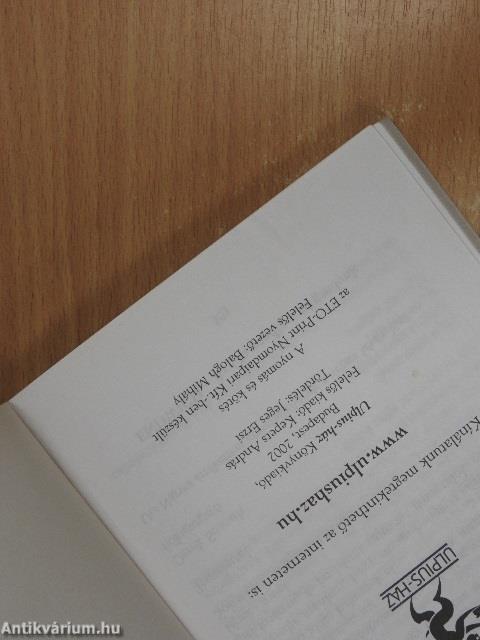 ULPIUS-HÁZ
Kínálatunk megtekinthető az interneten is:
www.ulpiushaz.hu
Ulpius-ház Könyvkiadó
Budapest, 2002
Felelős kiadó: Kepets András
Tördelés: Jeges Erzsi
A nyomás és kötés
az ETO-Print Nyomdaipari Kft.-ben készült
Felelős vezető: Balogh Mihály
Antikvárium.hu